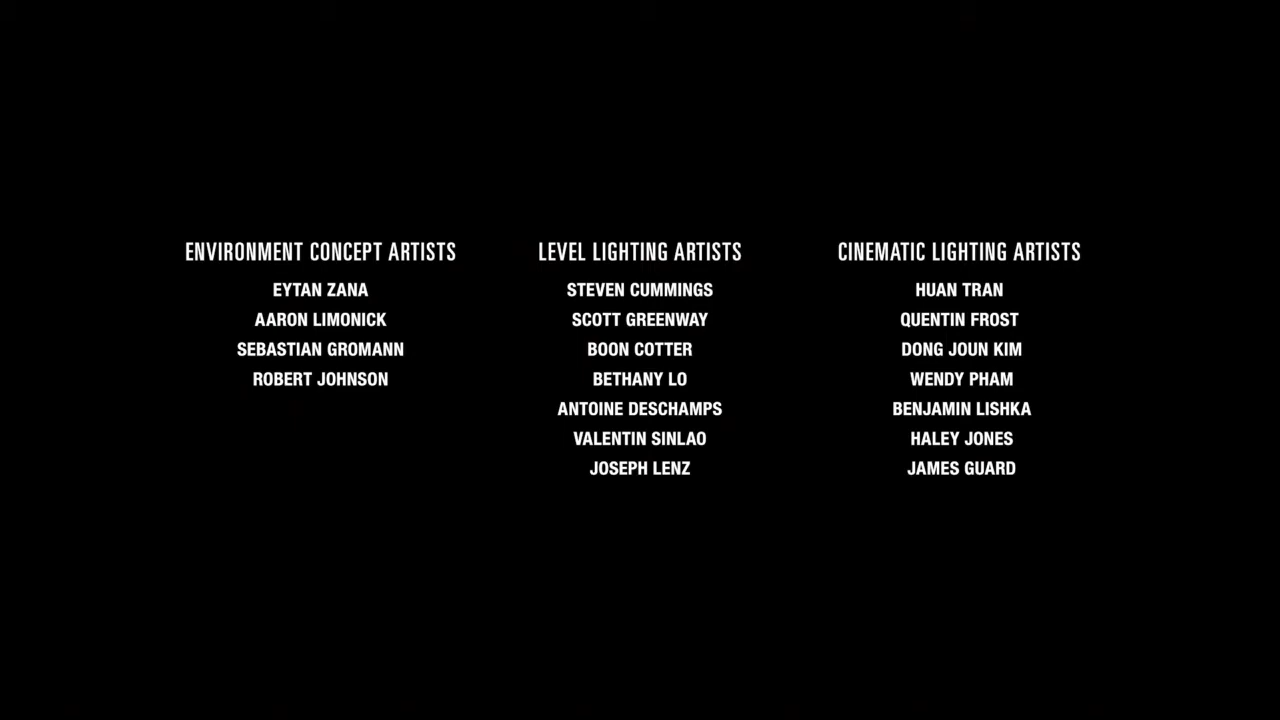 ENVIRONMENT CONCEPT ARTISTS
EYTAN ZANA
AARON LIMONICK
SEBASTIAN GROMANN
ROBERT JOHNSON
LEVEL LIGHTING ARTISTS
STEVEN CUMMINGS
SCOTT GREENWAY
BOON COTTER
BETHANY LO
ANTOINE DESCHAMPS
VALENTIN SINLAO
JOSEPH LENZ
CINEMATIC LIGHTING ARTISTS
HUAN TRAN
QUENTIN FROST
DONG JOUN KIM
WENDY PHAM
BENJAMIN LISHKA
HALEY JONES
JAMES GUARD